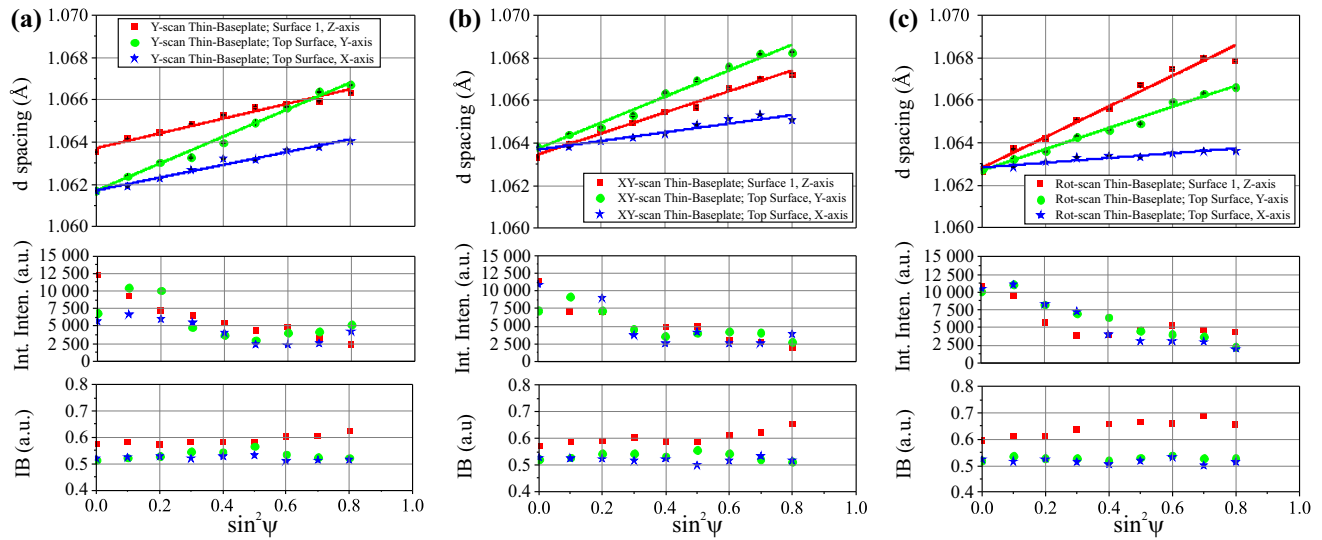 (a)
d spacing (Å)
1.070
1.068
1.066
1.064
1.062
1.060
Y-scan Thin-Baseplate; Surface 1, Z-axis
Y-scan Thin-Baseplate; Top Surface, Y-axis
Y-scan Thin-Baseplate; Top Surface, X-axis
Int. Inten. (a.u.)
15 000
12 500
10 000
7 500
5 000
2 500
0
IB (a.u.)
0.8
0.7
0.6
0.5
0.4
0.0 0.2 0.4 0.6 0.8 1.0
sin²ψ
(b)
d spacing (Å)
1.070
1.068
1.066
1.064
1.062
1.060
XY-scan Thin-Baseplate; Surface 1, Z-axis
XY-scan Thin-Baseplate; Top Surface, Y-axis
XY-scan Thin-Baseplate; Top Surface, X-axis
Int. Inten. (a.u.)
15 000
12 500
10 000
7 500
5 000
2 500
0
IB (a.u)
0.8
0.7
0.6
0.5
0.4
0.0 0.2 0.4 0.6 0.8 1.0
sin²ψ
(c)
d spacing (Å)
1.070
1.068
1.066
1.064
1.062
1.060
Rot-scan Thin-Baseplate; Surface 1, Z-axis
Rot-scan Thin-Baseplate; Top Surface, Y-axis
Rot-scan Thin-Baseplate; Top Surface, X-axis
Int. Inten. (a.u.)
15 000
12 500
10 000
7 500
5 000
2 500
0
IB (a.u.)
0.8
0.7
0.6
0.5
0.4
0.0 0.2 0.4 0.6 0.8 1.0
sin²ψ